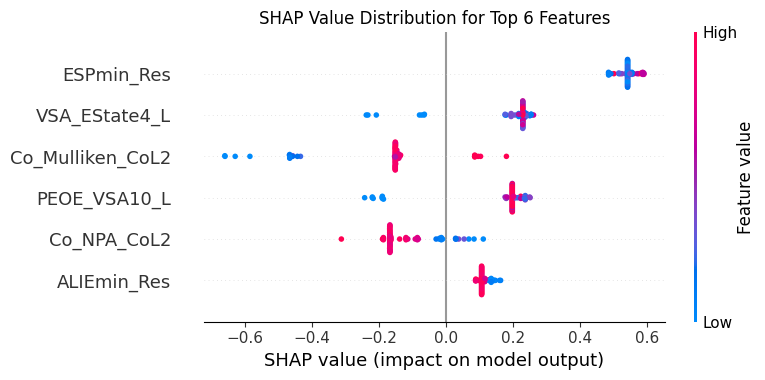 SHAP Value Distribution for Top 6 Features
High
ESPmin_Res
VSA_EState4_L
Co_Mulliken_CoL2
PEOE_VSA10_L
Co_NPA_CoL2
ALIEmin_Res
Feature value
Low
−0.6 −0.4 −0.2 0.0 0.2 0.4 0.6
SHAP value (impact on model output)